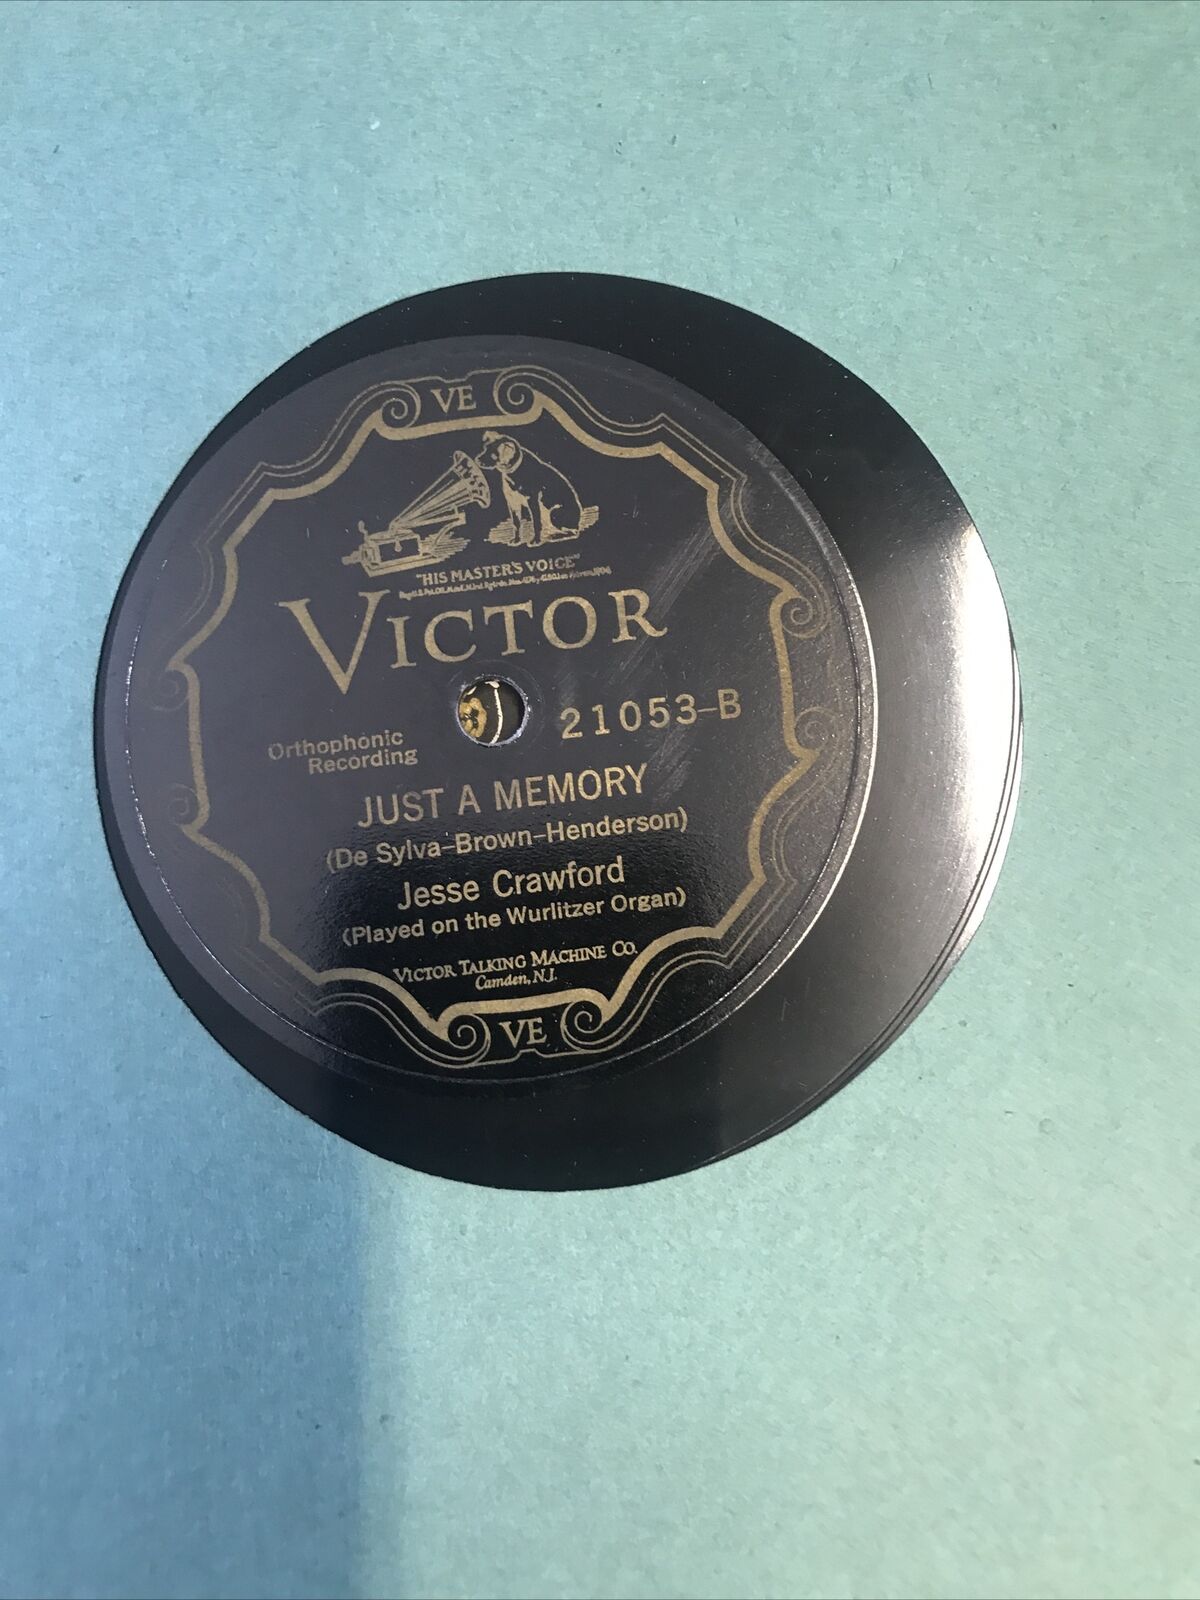 VE
"HIS MASTER'S VOICE"
VICTOR
21053-B
Orthophonic
Recording
JUST A MEMORY
(De Sylva-Brown-Henderson)
Jesse Crawford
(Played on the Wurlitzer Organ)
VICTOR TALKING MACHINE CO.
Camden, N.J.
VE